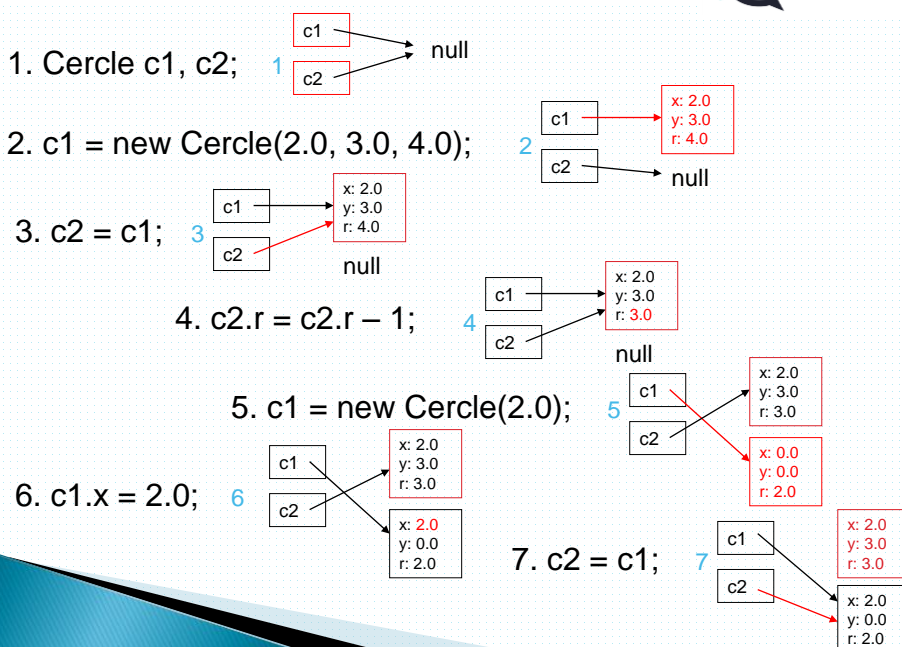 1. Cercle c1, c2;
1
c1
c2
null
2. c1 = new Cercle(2.0, 3.0, 4.0);
2
c1
c2
x: 2.0
y: 3.0
r: 4.0
null
3. c2 = c1;
3
c1
c2
x: 2.0
y: 3.0
r: 4.0
null
4. c2.r = c2.r – 1;
4
c1
c2
x: 2.0
y: 3.0
r: 3.0
null
5. c1 = new Cercle(2.0);
5
c1
c2
x: 2.0
y: 3.0
r: 3.0
x: 0.0
y: 0.0
r: 2.0
6. c1.x = 2.0;
6
c1
c2
x: 2.0
y: 3.0
r: 3.0
x: 2.0
y: 0.0
r: 2.0
7. c2 = c1;
7
c1
c2
x: 2.0
y: 3.0
r: 3.0
x: 2.0
y: 0.0
r: 2.0